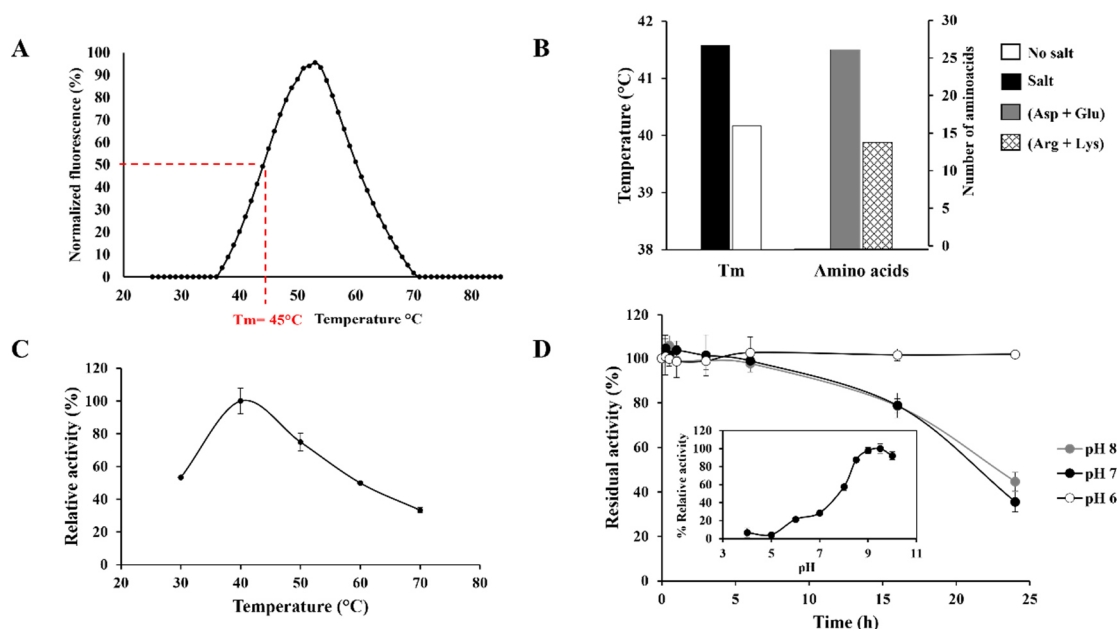 A
Normalized fluorescence (%)
100
90
80
70
60
50
40
30
20
10
0
20 30 40 50 60 70 80
Tm= 45°C
Temperature °C
B
Temperature (°C)
42
41
40
39
38
Number of aminoacids
30
25
20
15
10
5
0
Tm
Amino acids
No salt
Salt
(Asp + Glu)
(Arg + Lys)
C
Relative activity (%)
120
100
80
60
40
20
0
20 30 40 50 60 70 80
Temperature (°C)
D
Residual activity (%)
120
100
80
60
40
20
0
0 5 10 15 20 25
Time (h)
% Relative activity
120
100
80
60
40
20
0
3 5 7 9 11
pH
pH 8
pH 7
pH 6